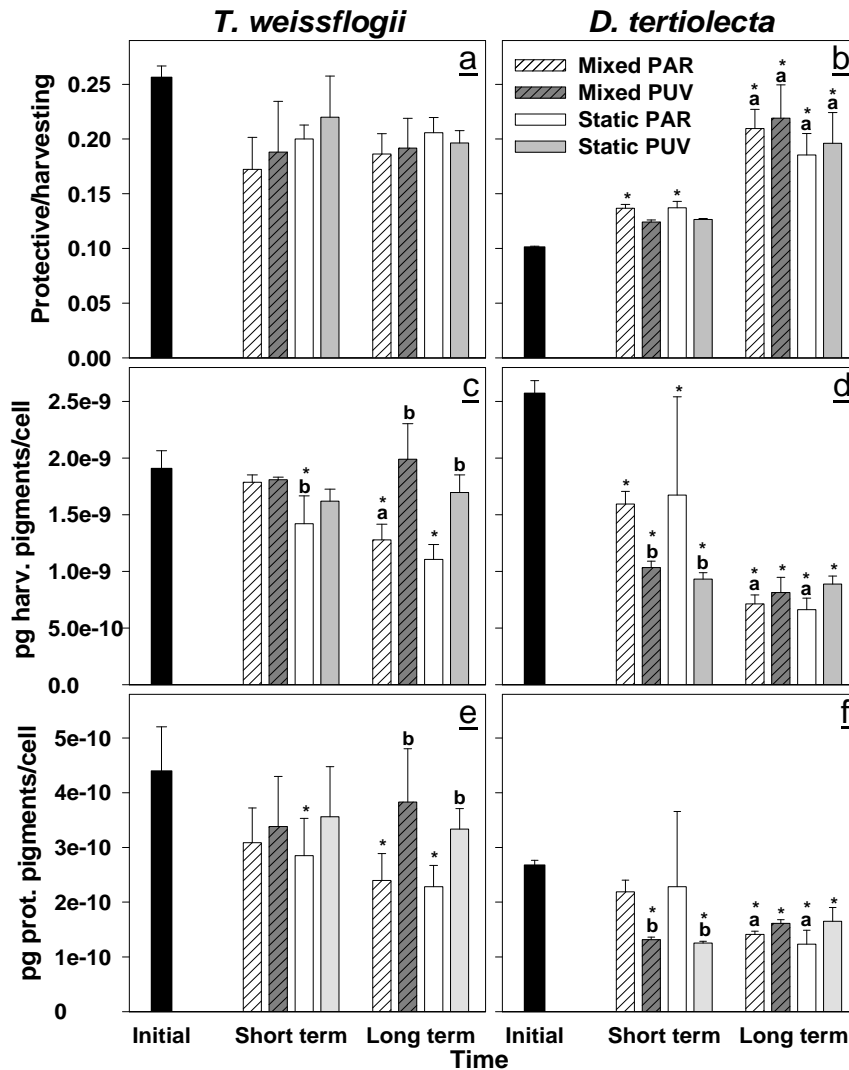 T. weissflogii D. tertiolecta
a
0.25
0.20
0.15
0.10
0.05
0.00
Protective/harvesting
b
Mixed PAR
Mixed PUV
Static PAR
Static PUV
* *
* a * a * a * a
c
2.5e-9
2.0e-9
1.5e-9
1.0e-9
5.0e-10
0.0
pg harv. pigments/cell
* b * a b * b
d
* * b * * b * a * * a *
e
5e-10
4e-10
3e-10
2e-10
1e-10
0
pg prot. pigments/cell
* * b * b
f
* b * b * a * * a *
Initial Short term Long term Initial Short term Long term
Time